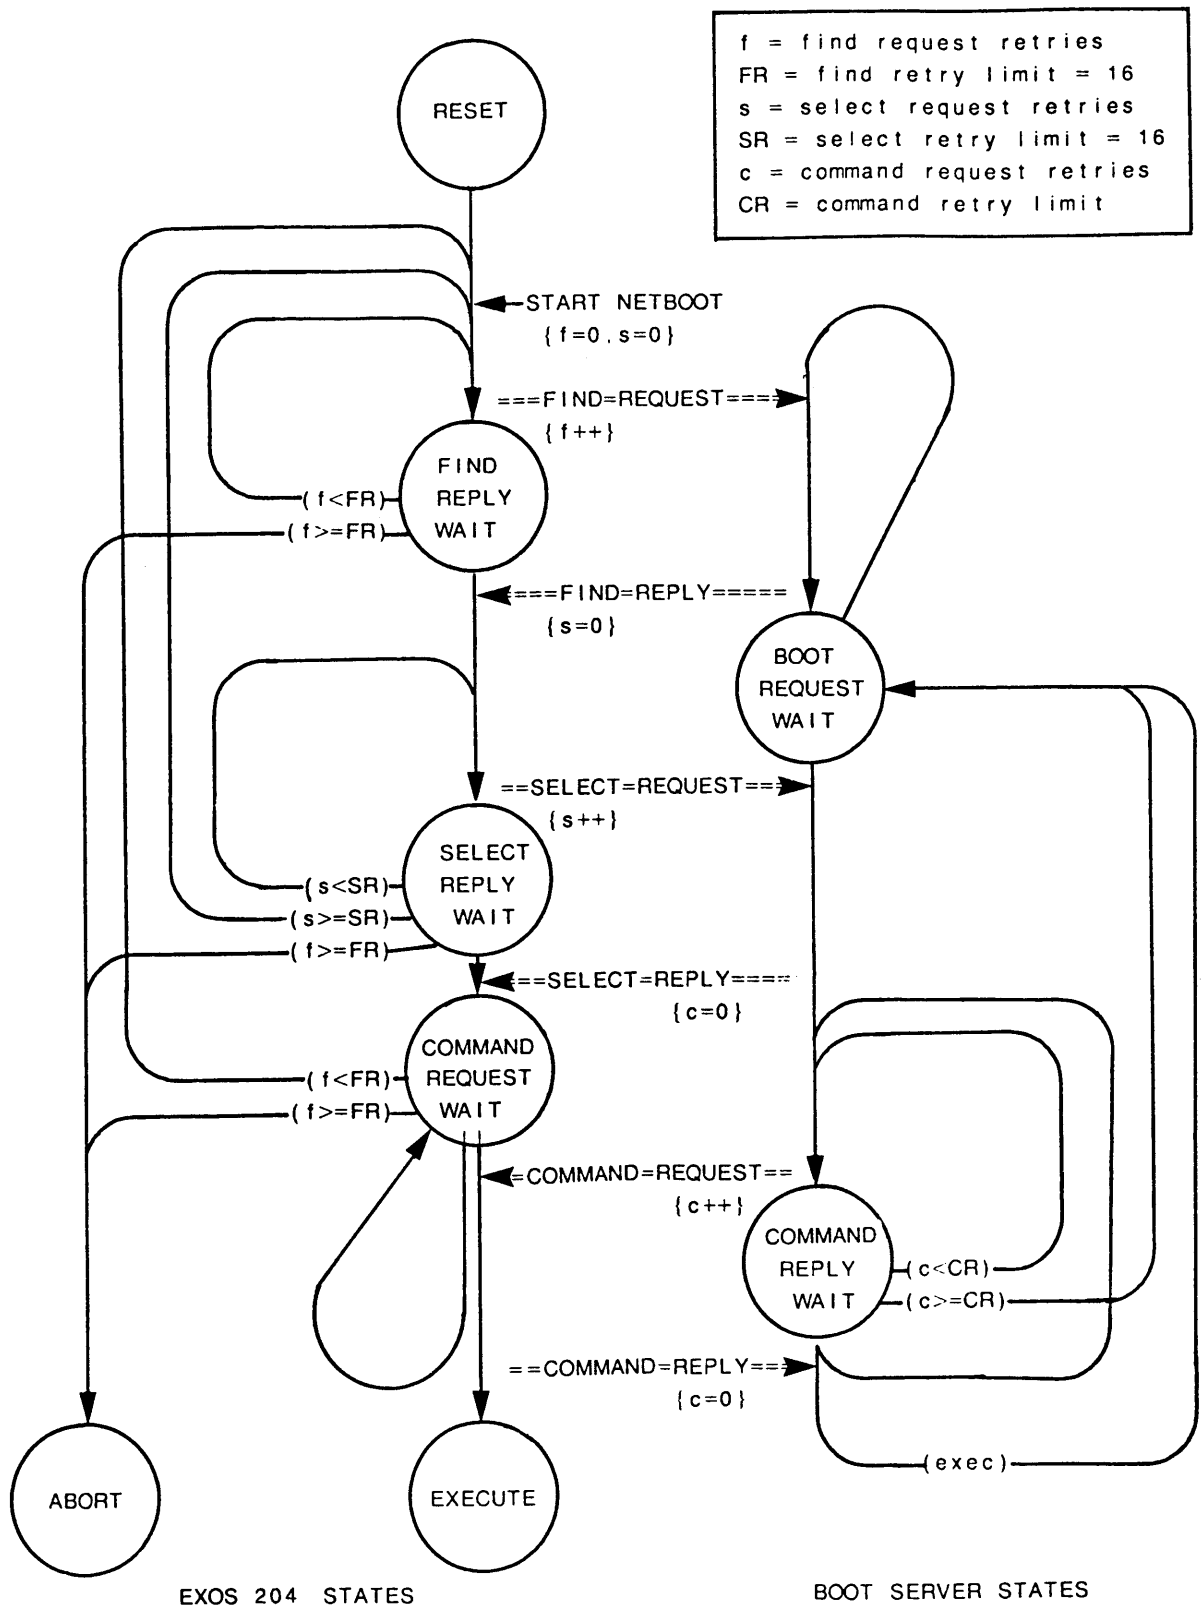 f = find request retries
FR = find retry limit = 16
s = select request retries
SR = select retry limit = 16
c = command request retries
CR = command retry limit
RESET
START NETBOOT
{f=0,s=0}
===FIND=REQUEST====
{f++}
FIND
REPLY
WAIT
(f<FR)
(f>=FR)
====FIND=REPLY=====
{s=0}
BOOT
REQUEST
WAIT
==SELECT=REQUEST===
{s++}
SELECT
REPLY
WAIT
(s<SR)
(s>=SR)
(f>=FR)
===SELECT=REPLY====
{c=0}
COMMAND
REQUEST
WAIT
(f<FR)
(f>=FR)
=COMMAND=REQUEST==
{c++}
COMMAND
REPLY
WAIT
(c<CR)
(c>=CR)
==COMMAND=REPLY===
{c=0}
(exec)
ABORT
EXECUTE
EXOS 204 STATES
BOOT SERVER STATES